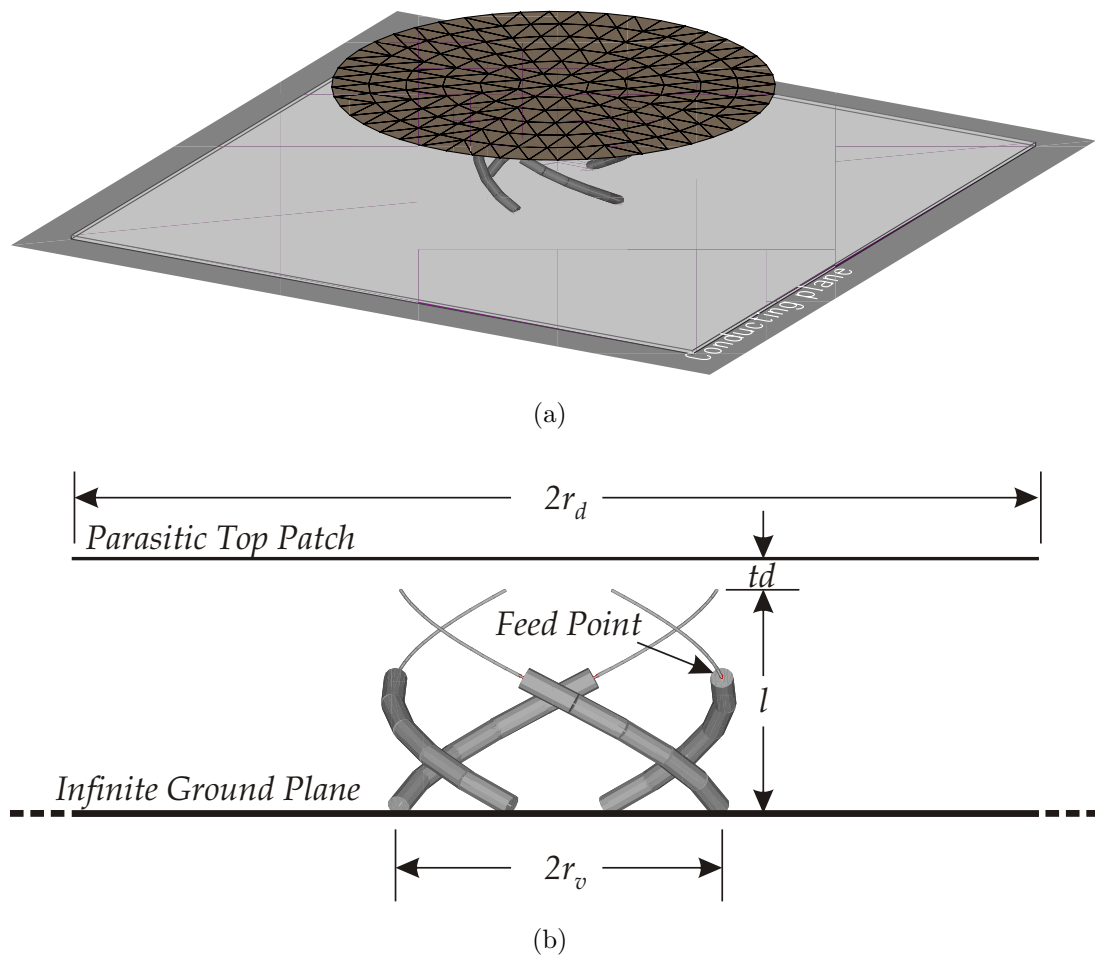 Conducting plane
(a)
2r_d
Parasitic Top Patch
td
Feed Point
l
Infinite Ground Plane
2r_v
(b)